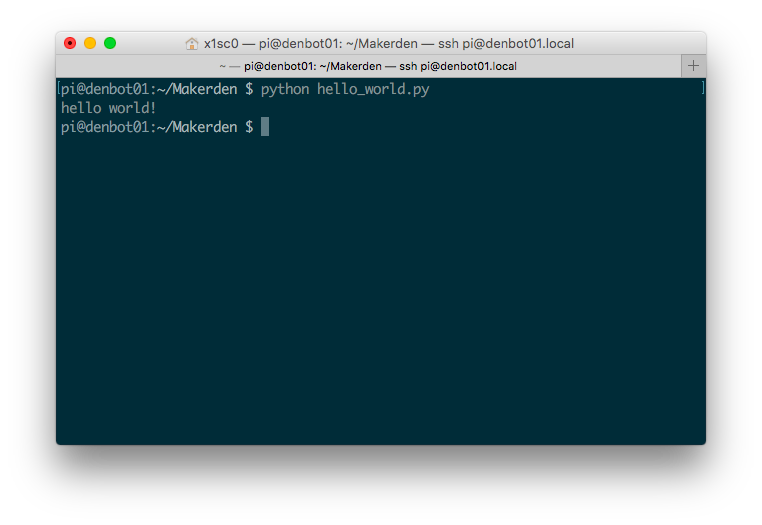 x1sc0 — pi@denbot01: ~/Makerden — ssh pi@denbot01.local
~ — pi@denbot01: ~/Makerden — ssh pi@denbot01.local
[pi@denbot01:~/Makerden $ python hello_world.py ]
hello world!
pi@denbot01:~/Makerden $